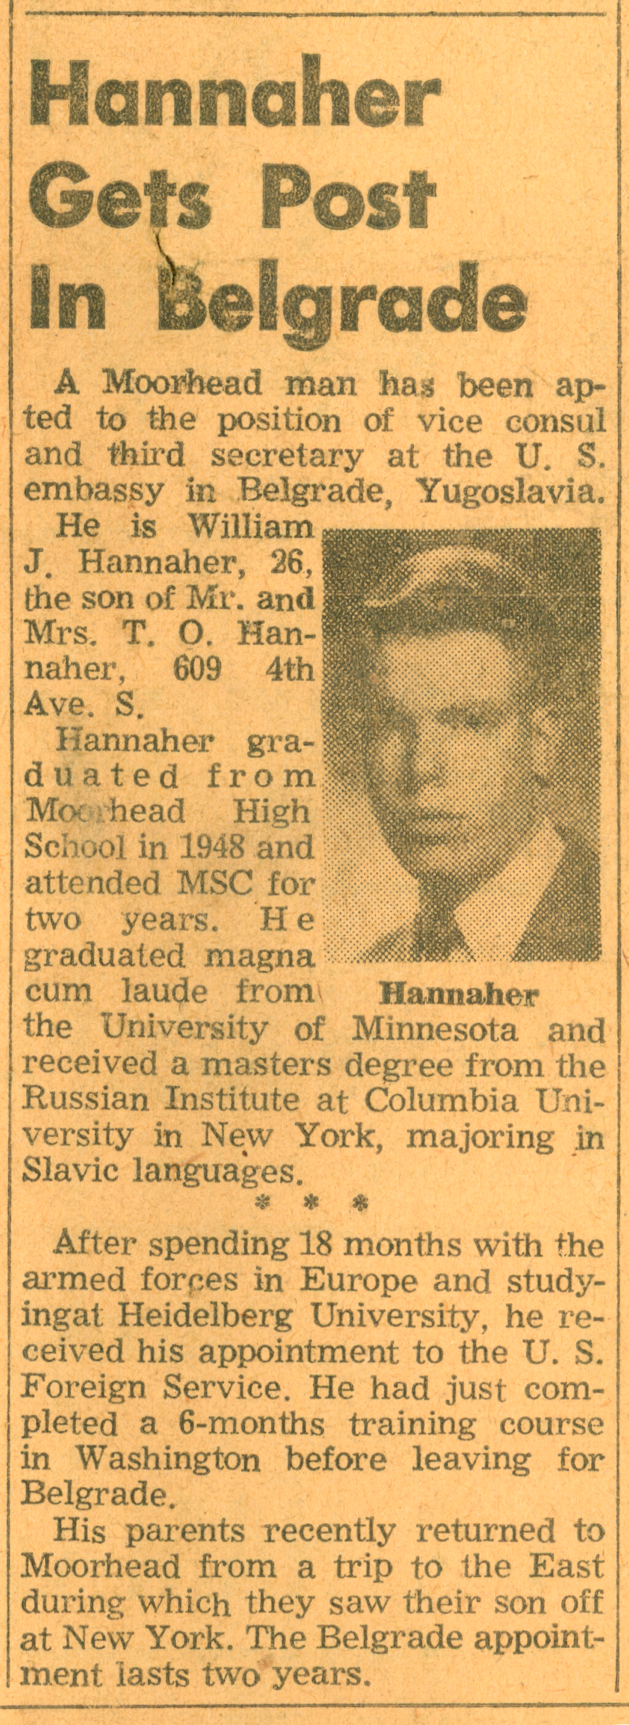 Hannaher
Gets Post
In Belgrade
A Moorhead man has been ap-
ted to the position of vice consul
and third secretary at the U. S.
embassy in Belgrade, Yugoslavia.
He is William
J. Hannaher, 26,
the son of Mr. and
Mrs. T. O. Han-
naher, 609 4th
Ave. S.
Hannaher gra-
duated from
Moorhead High
School in 1948 and
attended MSC for
two years. He
graduated magna
cum laude from
Hannaher
the University of Minnesota and
received a masters degree from the
Russian Institute at Columbia Uni-
versity in New York, majoring in
Slavic languages.
* * *
After spending 18 months with the
armed forces in Europe and study-
ingat Heidelberg University, he re-
ceived his appointment to the U. S.
Foreign Service. He had just com-
pleted a 6-months training course
in Washington before leaving for
Belgrade.
His parents recently returned to
Moorhead from a trip to the East
during which they saw their son off
at New York. The Belgrade appoint-
ment lasts two years.